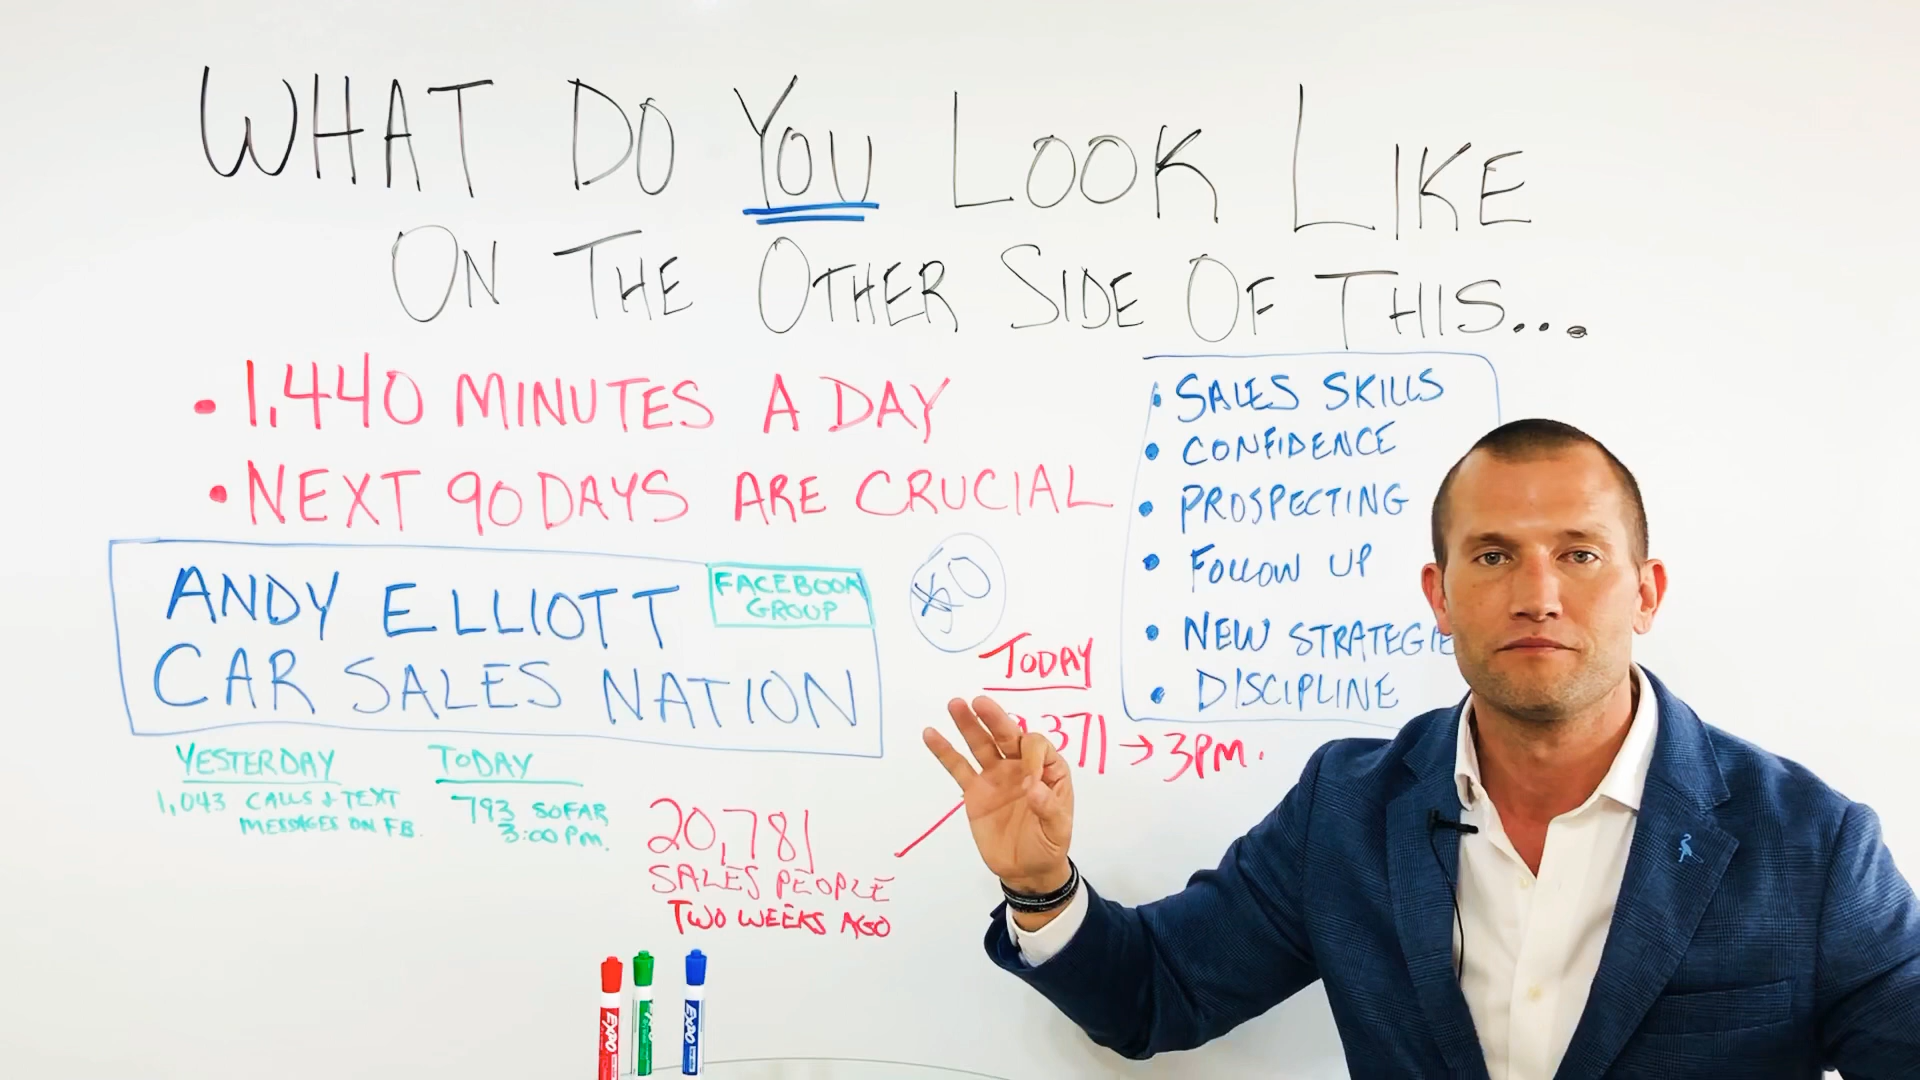 WHAT DO YOU LOOK LIKE
ON THE OTHER SIDE OF THIS...
• 1,440 MINUTES A DAY
• NEXT 90 DAYS ARE CRUCIAL
ANDY ELLIOTT
CAR SALES NATION
FACEBOOK
GROUP
• SALES SKILLS
• CONFIDENCE
• PROSPECTING
• FOLLOW UP
• NEW STRATEGIE
• DISCIPLINE
YESTERDAY
1,043 CALLS & TEXT
MESSAGES ON FB.
TODAY
793 SO FAR
3:00 PM.
20,781
SALES PEOPLE
TWO WEEKS AGO
TODAY
371 → 3PM.
EXPO
EXPO